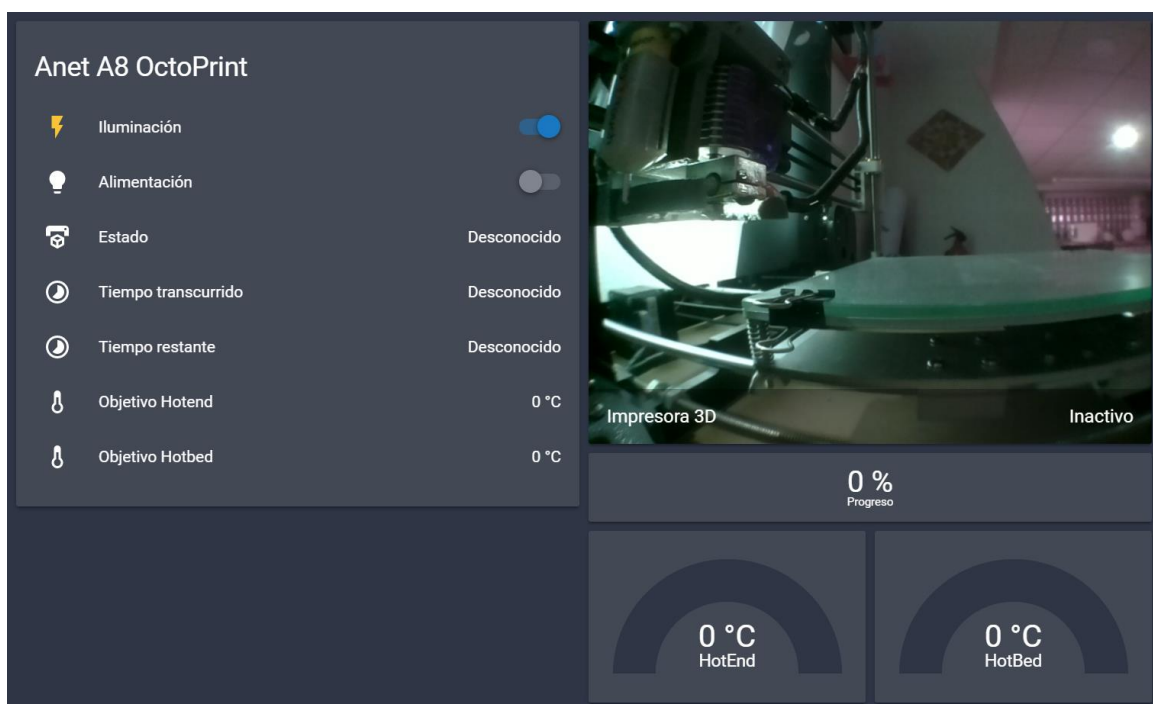 Anet A8 OctoPrint
Iluminación
Alimentación
Estado Desconocido
Tiempo transcurrido Desconocido
Tiempo restante Desconocido
Objetivo Hotend 0 °C
Objetivo Hotbed 0 °C
Impresora 3D Inactivo
0 %
Progreso
0 °C
HotEnd
0 °C
HotBed